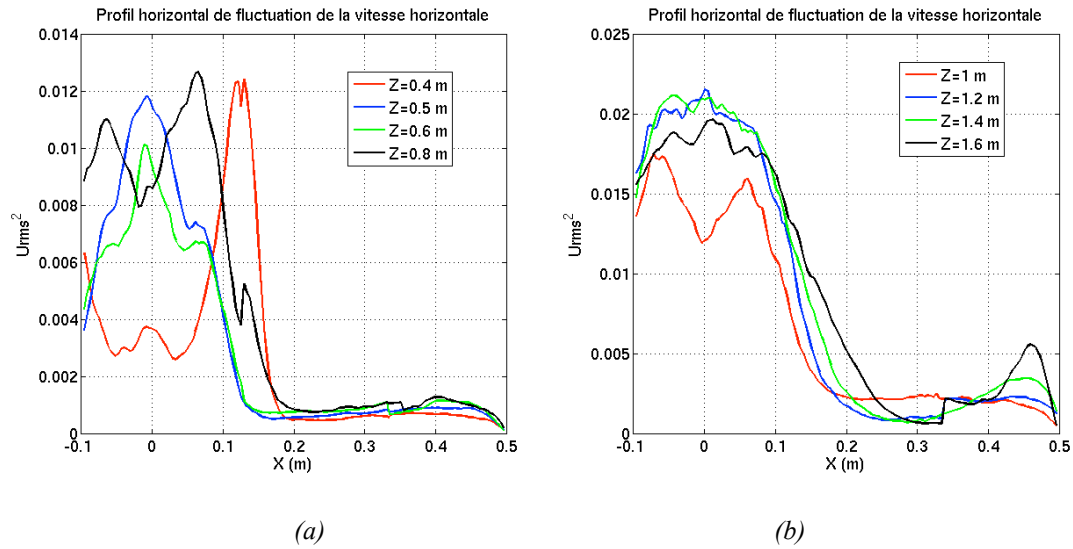 Profil horizontal de fluctuation de la vitesse horizontale
0.014
0.012
0.01
0.008
0.006
0.004
0.002
0
-0.1
0
0.1
0.2
0.3
0.4
0.5
Urms²
X (m)
Z=0.4 m
Z=0.5 m
Z=0.6 m
Z=0.8 m
(a)
Profil horizontal de fluctuation de la vitesse horizontale
0.025
0.02
0.015
0.01
0.005
0
-0.1
0
0.1
0.2
0.3
0.4
0.5
Urms²
X (m)
Z=1 m
Z=1.2 m
Z=1.4 m
Z=1.6 m
(b)